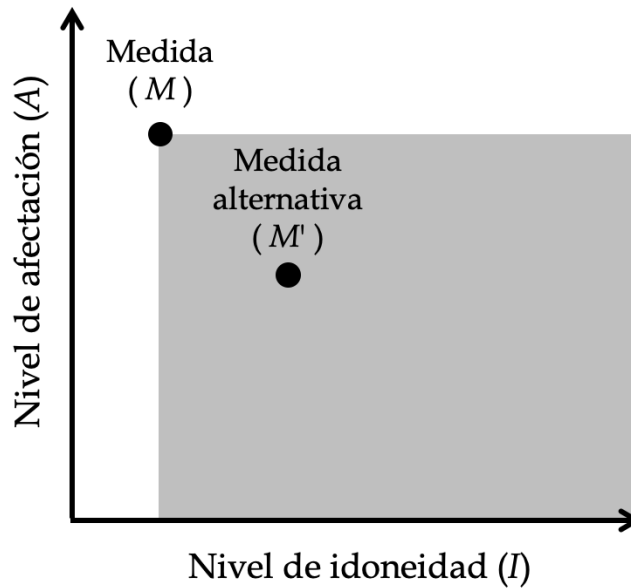 Medida
( M )
Medida
alternativa
( M' )
Nivel de afectación (A)
Nivel de idoneidad (I)